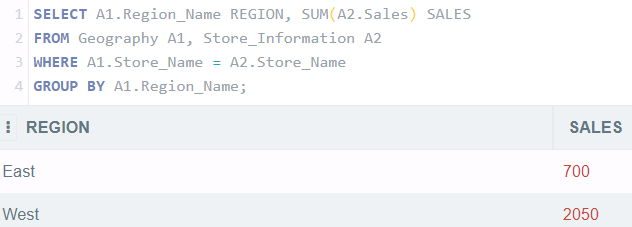 1 SELECT A1.Region_Name REGION, SUM(A2.Sales) SALES
2 FROM Geography A1, Store_Information A2
3 WHERE A1.Store_Name = A2.Store_Name
4 GROUP BY A1.Region_Name;
REGION SALES
East 700
West 2050